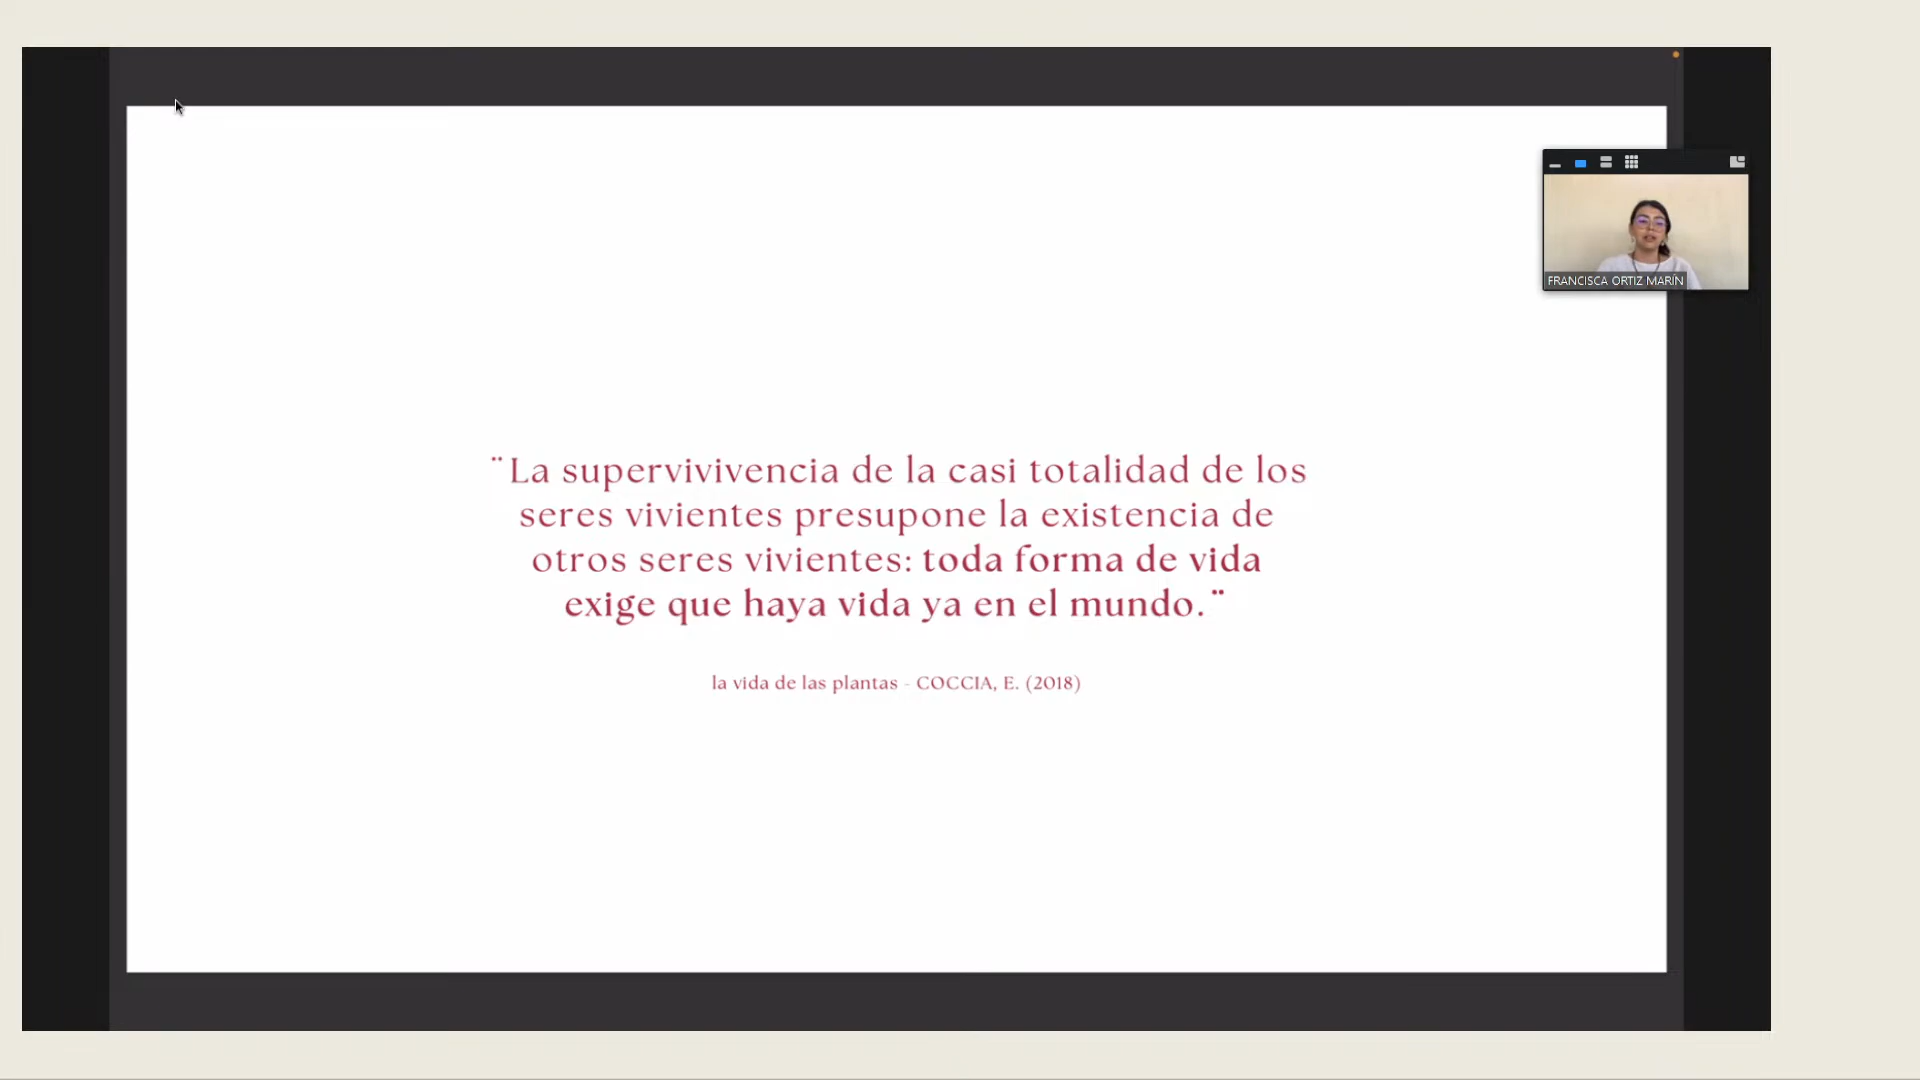 ¨La supervivivencia de la casi totalidad de los
seres vivientes presupone la existencia de
otros seres vivientes: toda forma de vida
exige que haya vida ya en el mundo.¨
la vida de las plantas - COCCIA, E. (2018)
FRANCISCA ORTIZ MARÍN